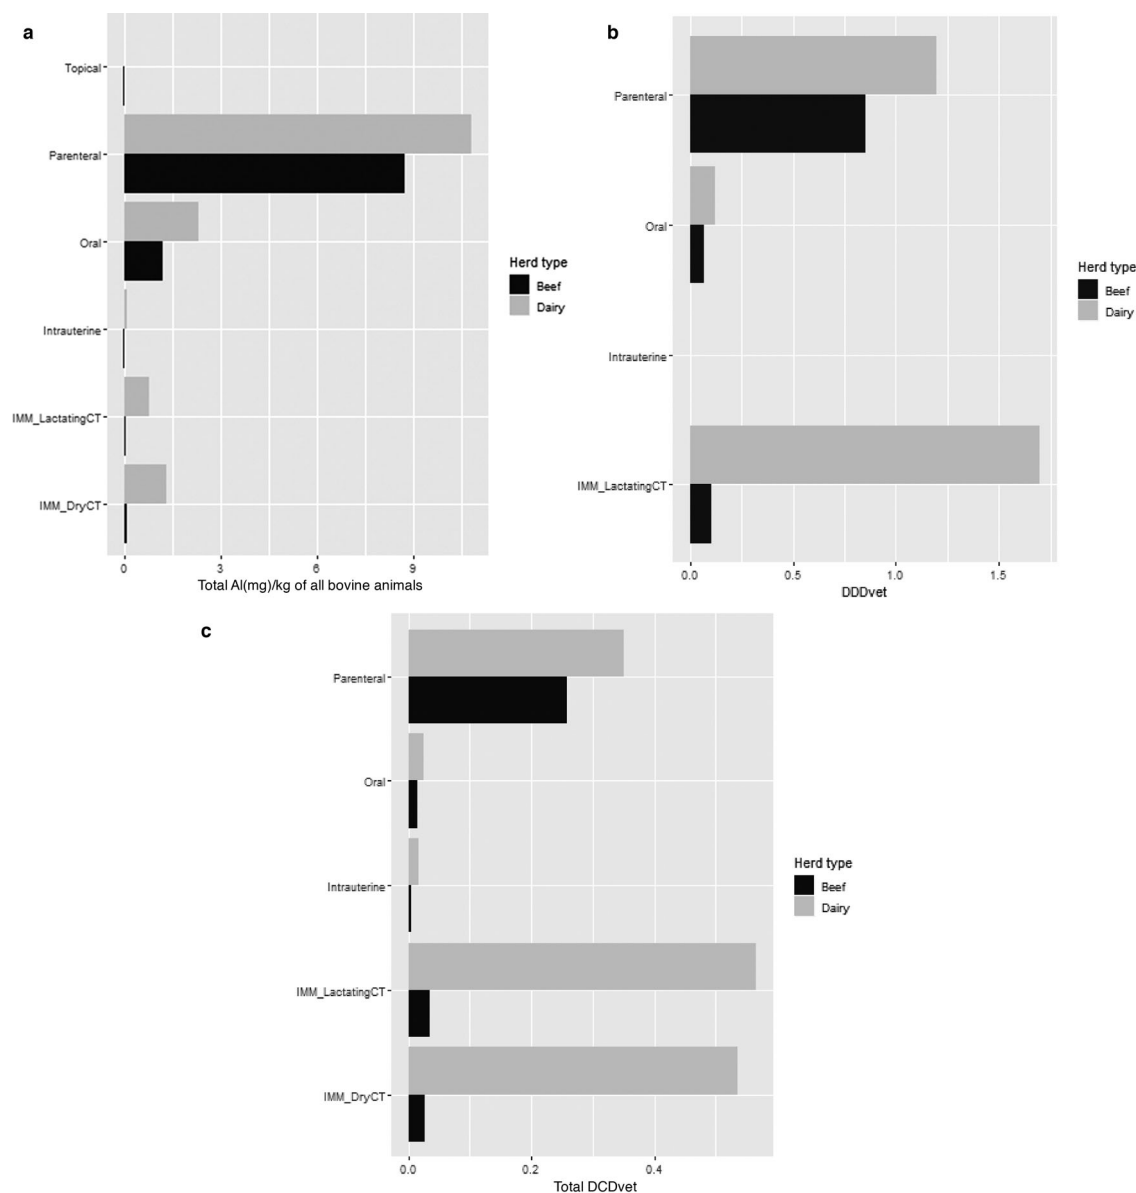 a
Topical
Parenteral
Oral
Intrauterine
IMM_LactatingCT
IMM_DryCT
0 3 6 9
Total AI(mg)/kg of all bovine animals
Herd type
Beef
Dairy
b
Parenteral
Oral
Intrauterine
IMM_LactatingCT
0.0 0.5 1.0 1.5
DDDvet
Herd type
Beef
Dairy
c
Parenteral
Oral
Intrauterine
IMM_LactatingCT
IMM_DryCT
0.0 0.2 0.4
Total DCDvet
Herd type
Beef
Dairy